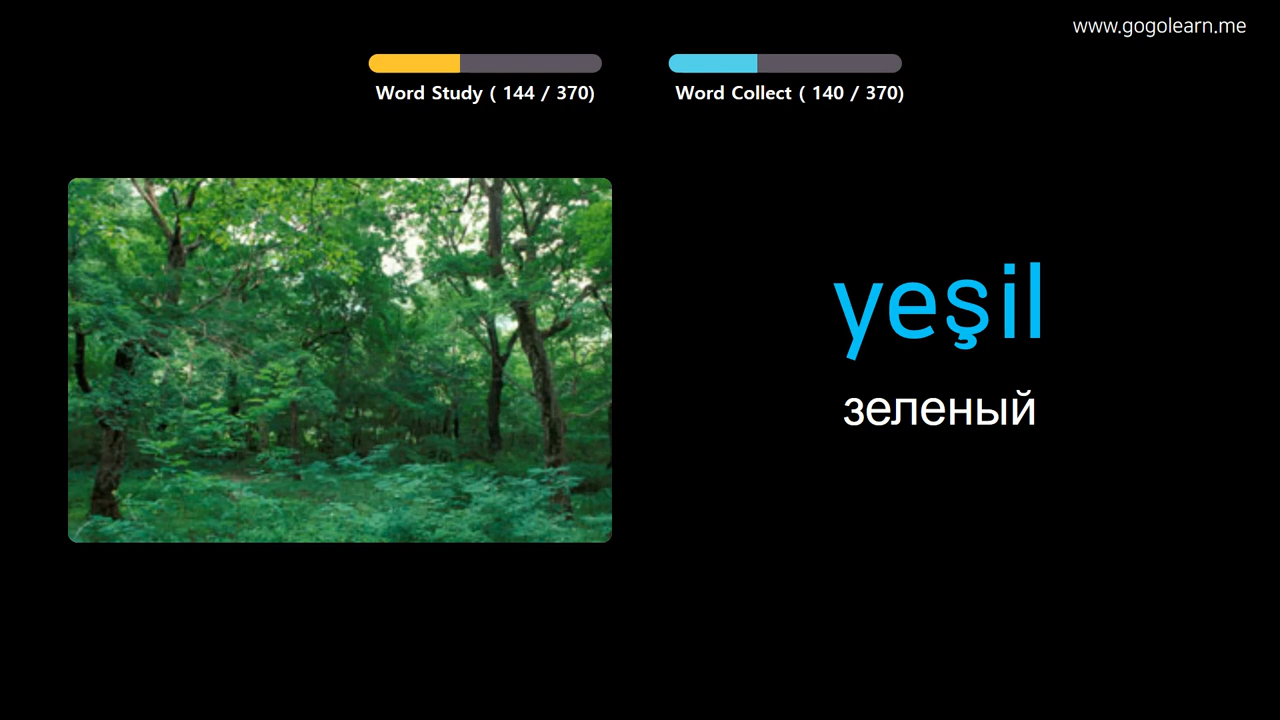 www.gogolearn.me
Word Study ( 144 / 370)
Word Collect ( 140 / 370)
yeşil
зеленый